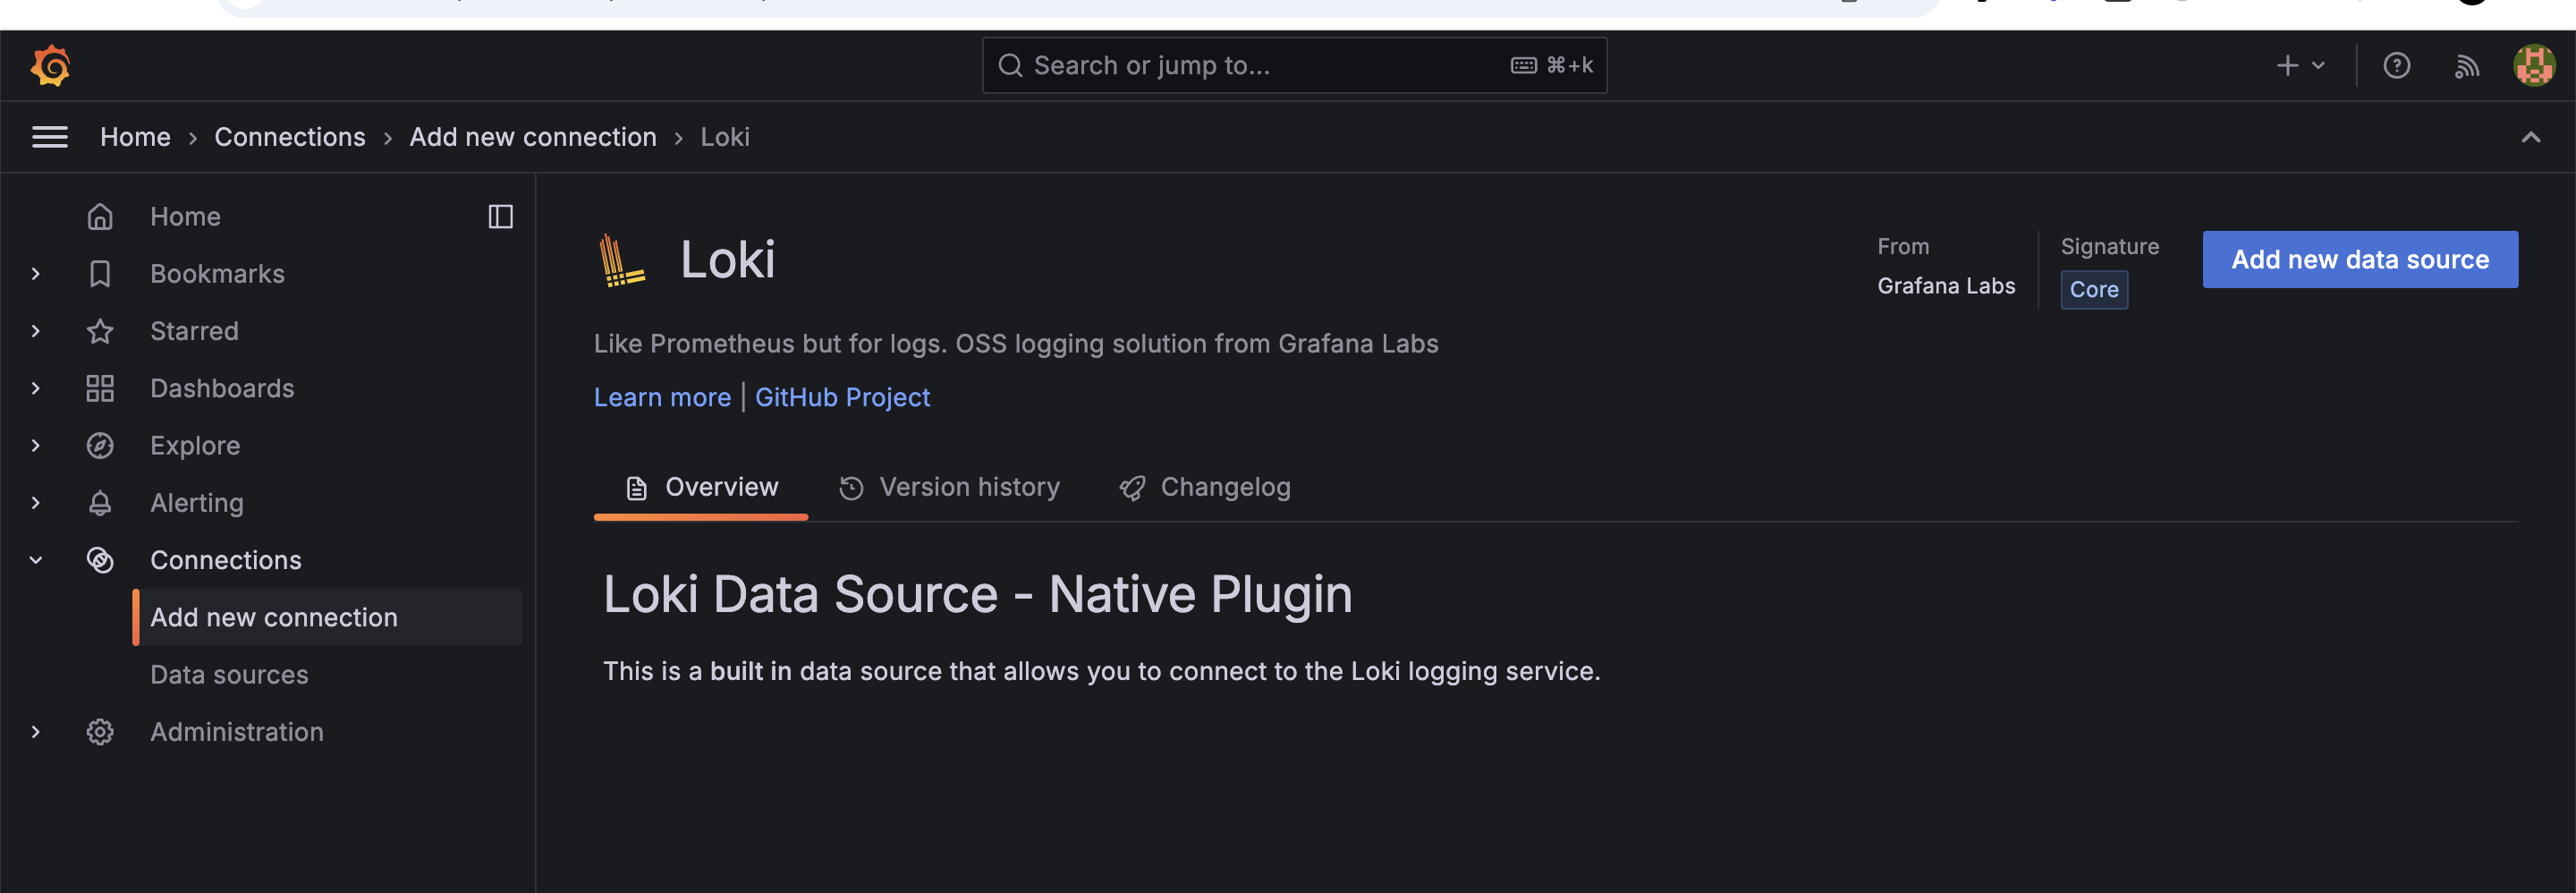 Search or jump to... ⌘+k
Home › Connections › Add new connection › Loki
Home
Bookmarks
Starred
Dashboards
Explore
Alerting
Connections
Add new connection
Data sources
Administration
Loki
From
Grafana Labs
Signature
Core
Add new data source
Like Prometheus but for logs. OSS logging solution from Grafana Labs
Learn more | GitHub Project
Overview Version history Changelog
Loki Data Source - Native Plugin
This is a built in data source that allows you to connect to the Loki logging service.